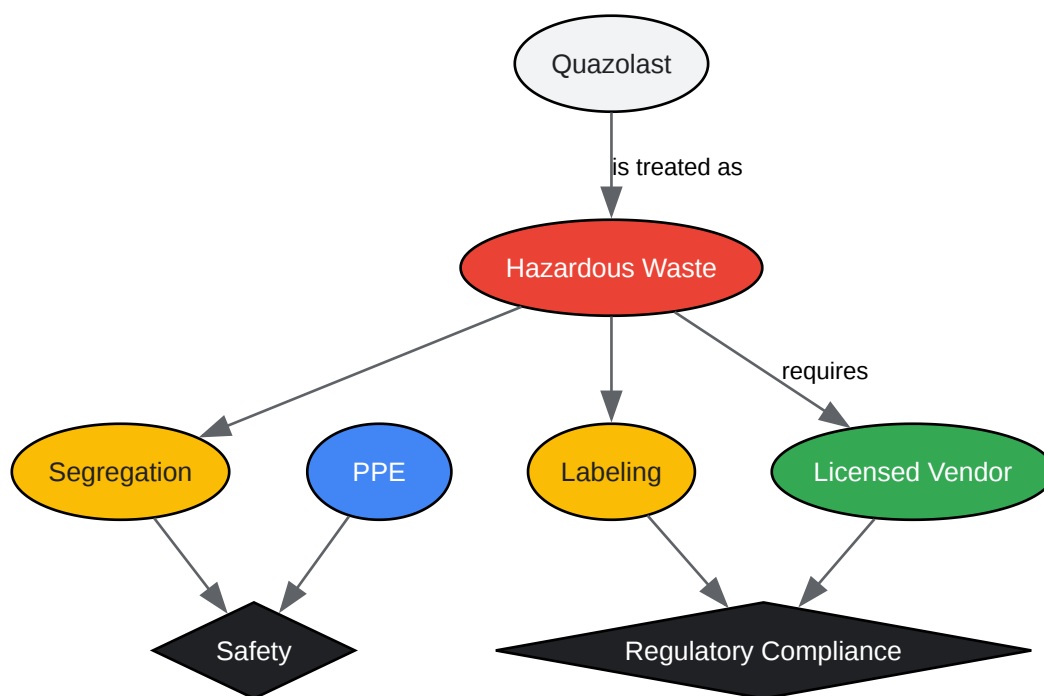 Quazolast
is treated as
Hazardous Waste
requires
Segregation
PPE
Labeling
Licensed Vendor
Safety
Regulatory Compliance